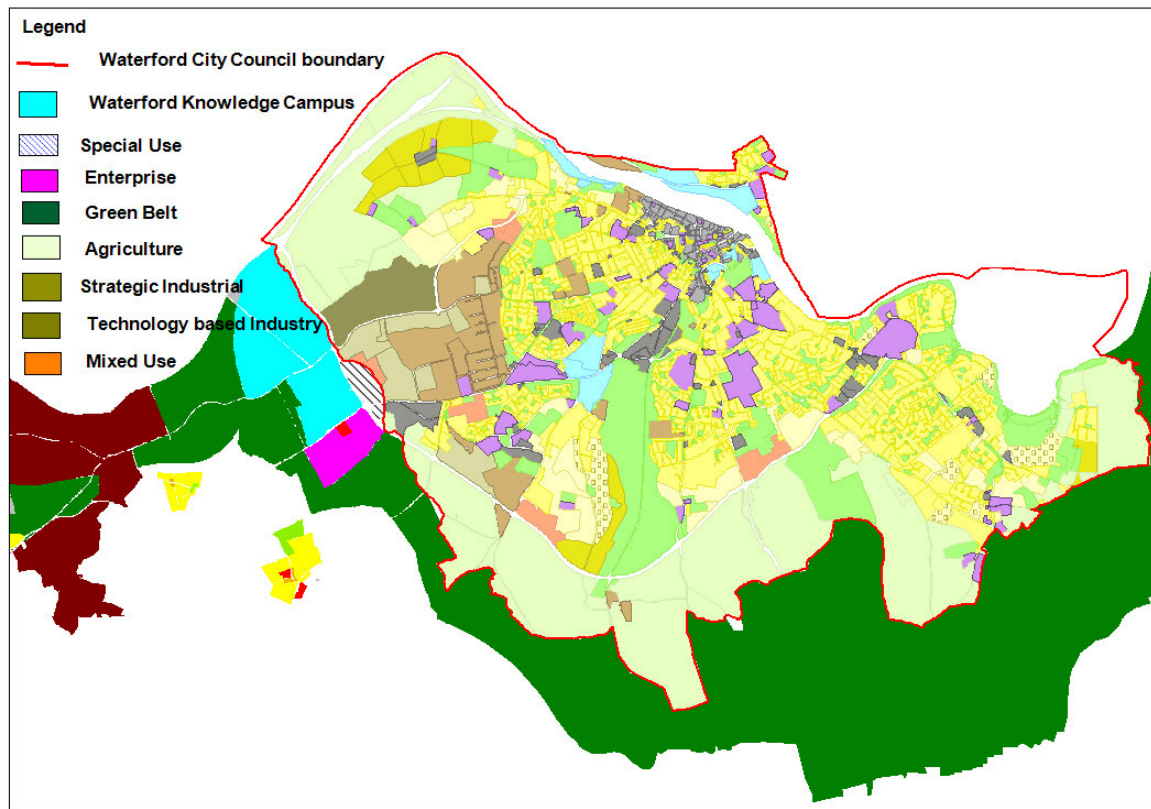 Legend
Waterford City Council boundary
Waterford Knowledge Campus
Special Use
Enterprise
Green Belt
Agriculture
Strategic Industrial
Technology based Industry
Mixed Use